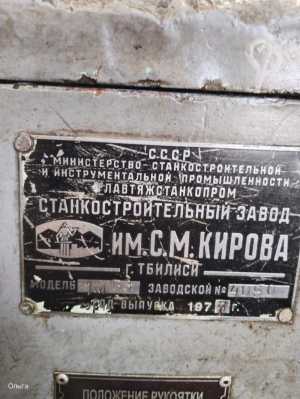 СССР
МИНИСТЕРСТВО СТАНКОСТРОИТЕЛЬНОЙ
И ИНСТРУМЕНТАЛЬНОЙ ПРОМЫШЛЕННОСТИ
ГЛАВТЯЖСТАНКОПРОМ
СТАНКОСТРОИТЕЛЬНЫЙ ЗАВОД
ИМ. С. М. КИРОВА
Г. ТБИЛИСИ
МОДЕЛЬ ЗАВОДСКОЙ №
ГОД ВЫПУСКА 197 г.
ПОЛОЖЕНИЕ РУКОЯТКИ
Ольга